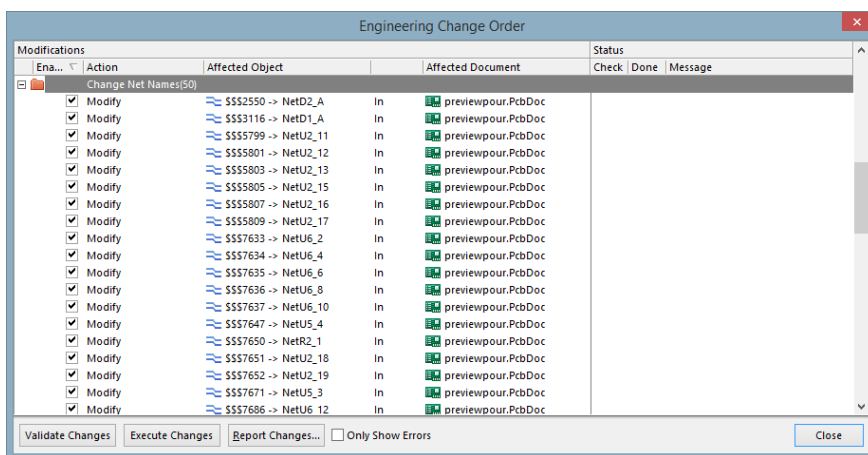 Engineering Change Order
Modifications Status
Ena... Action Affected Object Affected Document Check Done Message
Change Net Names(50)
Modify $$$2550 -> NetD2_A In previewpour.PcbDoc
Modify $$$3116 -> NetD1_A In previewpour.PcbDoc
Modify $$$5799 -> NetU2_11 In previewpour.PcbDoc
Modify $$$5801 -> NetU2_12 In previewpour.PcbDoc
Modify $$$5803 -> NetU2_13 In previewpour.PcbDoc
Modify $$$5805 -> NetU2_15 In previewpour.PcbDoc
Modify $$$5807 -> NetU2_16 In previewpour.PcbDoc
Modify $$$5809 -> NetU2_17 In previewpour.PcbDoc
Modify $$$7633 -> NetU6_2 In previewpour.PcbDoc
Modify $$$7634 -> NetU6_4 In previewpour.PcbDoc
Modify $$$7635 -> NetU6_6 In previewpour.PcbDoc
Modify $$$7636 -> NetU6_8 In previewpour.PcbDoc
Modify $$$7637 -> NetU6_10 In previewpour.PcbDoc
Modify $$$7647 -> NetU5_4 In previewpour.PcbDoc
Modify $$$7650 -> NetR2_1 In previewpour.PcbDoc
Modify $$$7651 -> NetU2_18 In previewpour.PcbDoc
Modify $$$7652 -> NetU2_19 In previewpour.PcbDoc
Modify $$$7671 -> NetU5_3 In previewpour.PcbDoc
Modify $$$7686 -> NetU6_12 In previewpour.PcbDoc
Validate Changes Execute Changes Report Changes... Only Show Errors Close